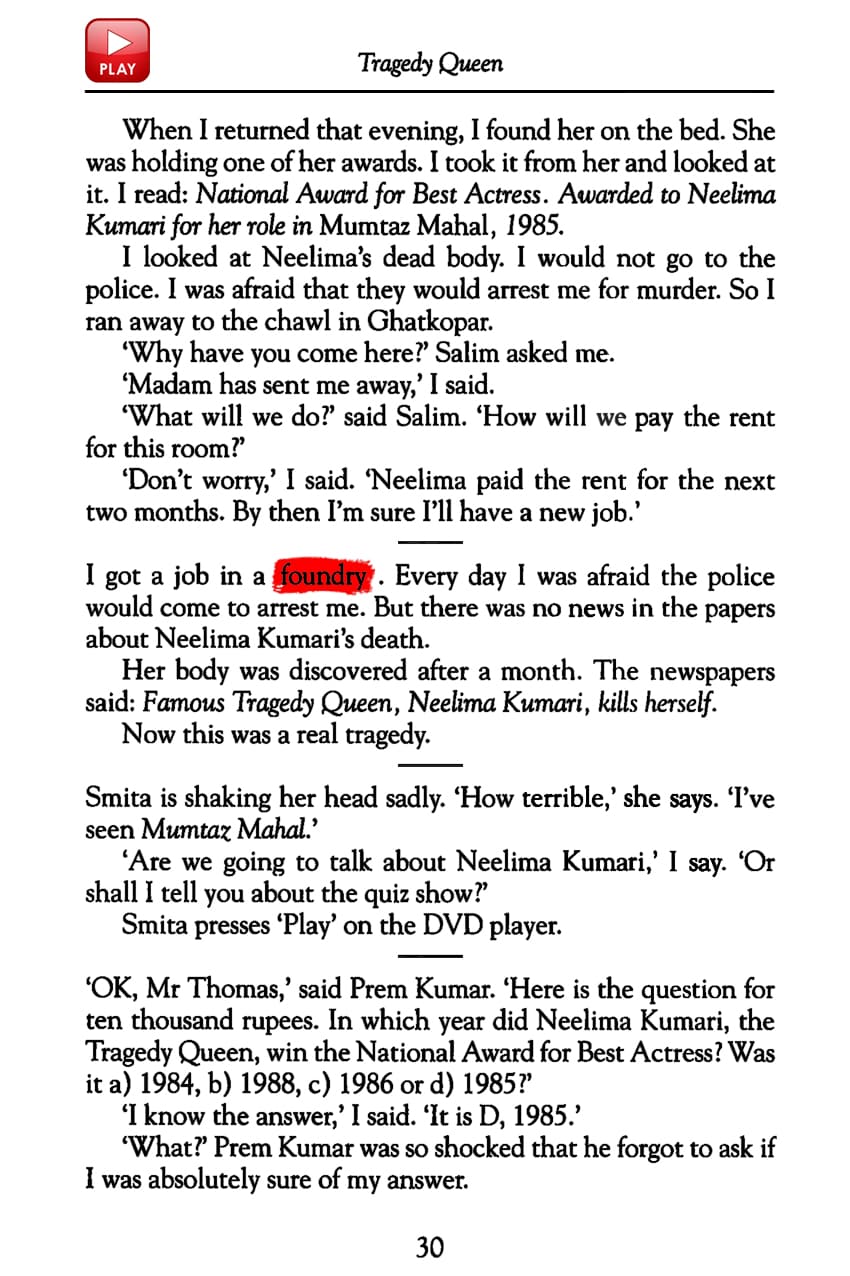 PLAY
Tragedy Queen
When I returned that evening, I found her on the bed. She
was holding one of her awards. I took it from her and looked at
it. I read: National Award for Best Actress. Awarded to Neelima
Kumari for her role in Mumtaz Mahal, 1985.
I looked at Neelima’s dead body. I would not go to the
police. I was afraid that they would arrest me for murder. So I
ran away to the chawl in Ghatkopar.
‘Why have you come here?’ Salim asked me.
‘Madam has sent me away,’ I said.
‘What will we do?’ said Salim. ‘How will we pay the rent
for this room?’
‘Don’t worry,’ I said. ‘Neelima paid the rent for the next
two months. By then I’m sure I’ll have a new job.’
I got a job in a foundry . Every day I was afraid the police
would come to arrest me. But there was no news in the papers
about Neelima Kumari’s death.
Her body was discovered after a month. The newspapers
said: Famous Tragedy Queen, Neelima Kumari, kills herself.
Now this was a real tragedy.
Smita is shaking her head sadly. ‘How terrible,’ she says. ‘I’ve
seen Mumtaz Mahal.’
‘Are we going to talk about Neelima Kumari,’ I say. ‘Or
shall I tell you about the quiz show?’
Smita presses ‘Play’ on the DVD player.
‘OK, Mr Thomas,’ said Prem Kumar. ‘Here is the question for
ten thousand rupees. In which year did Neelima Kumari, the
Tragedy Queen, win the National Award for Best Actress? Was
it a) 1984, b) 1988, c) 1986 or d) 1985?’
‘I know the answer,’ I said. ‘It is D, 1985.’
‘What?’ Prem Kumar was so shocked that he forgot to ask if
I was absolutely sure of my answer.
30